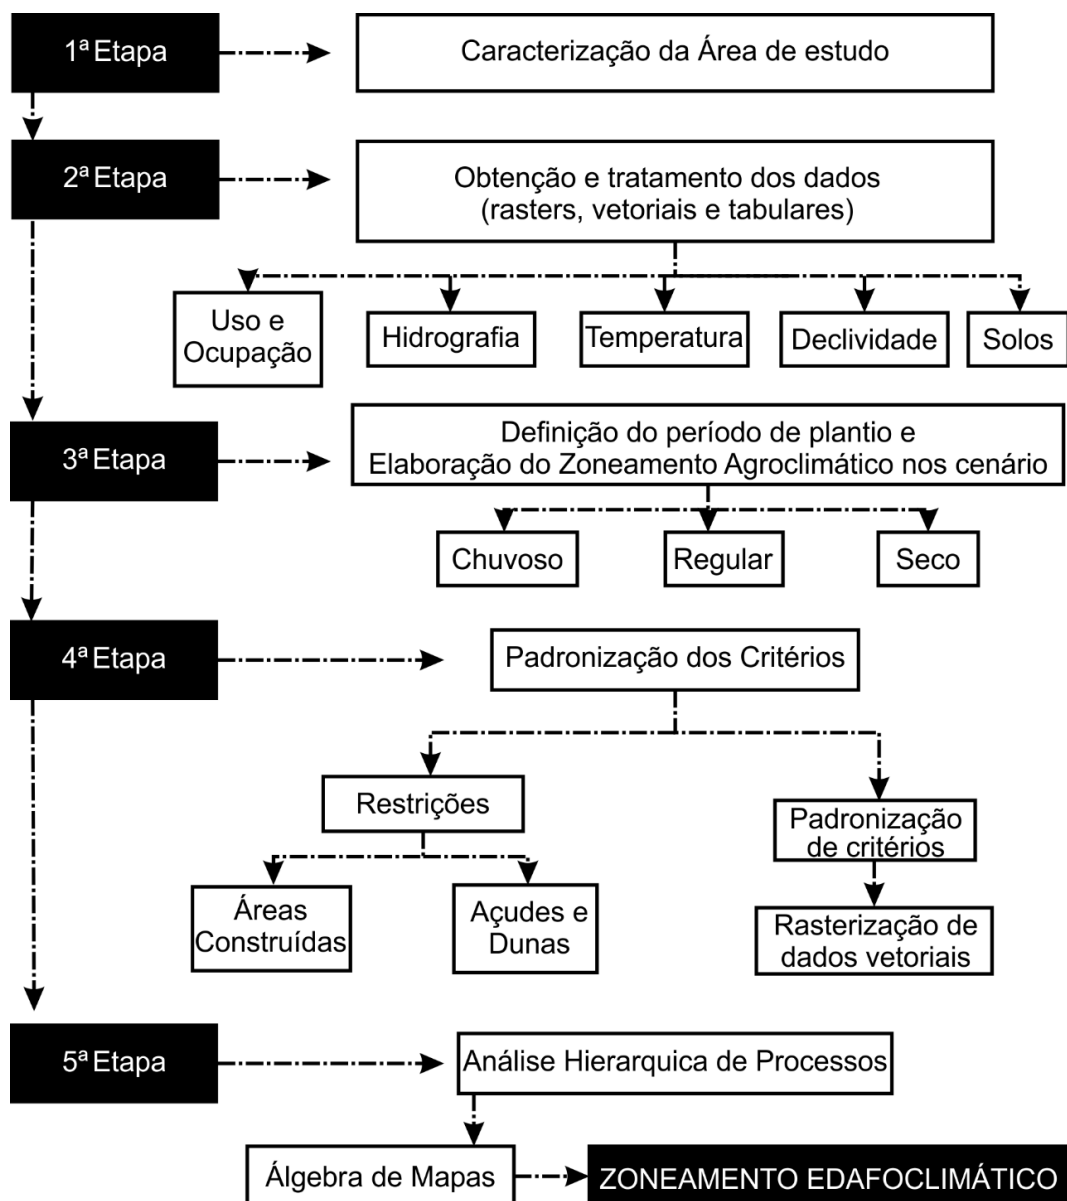 1ª Etapa
Caracterização da Área de estudo
2ª Etapa
Obtenção e tratamento dos dados
(rasters, vetoriais e tabulares)
Uso e
Ocupação
Hidrografia
Temperatura
Declividade
Solos
3ª Etapa
Definição do período de plantio e
Elaboração do Zoneamento Agroclimático nos cenário
Chuvoso
Regular
Seco
4ª Etapa
Padronização dos Critérios
Restrições
Padronização
de critérios
Áreas
Construídas
Açudes e
Dunas
Rasterização de
dados vetoriais
5ª Etapa
Análise Hierarquica de Processos
Álgebra de Mapas
ZONEAMENTO EDAFOCLIMÁTICO